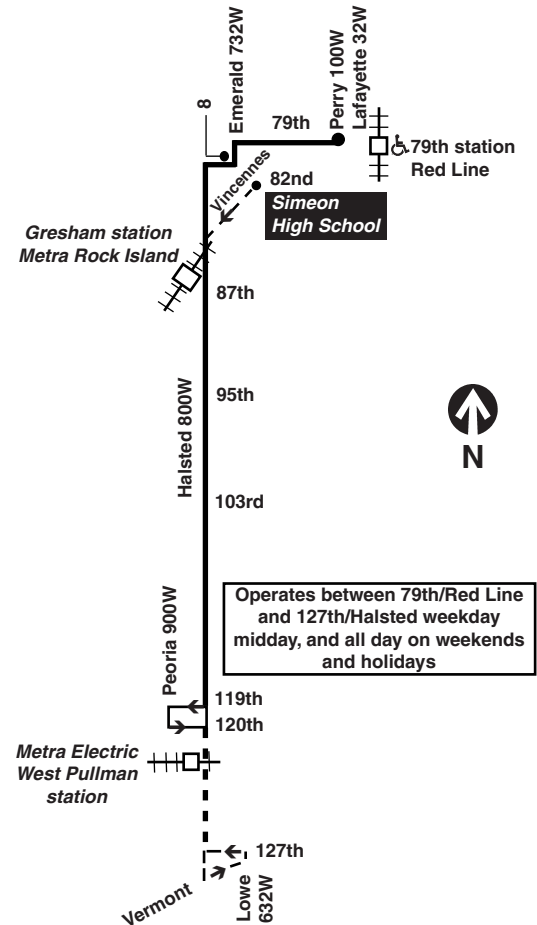 8
Emerald 732W
79th
Perry 100W
Lafayette 32W
79th station
Red Line
Vincennes
82nd
Simeon
High School
Gresham station
Metra Rock Island
87th
95th
Halsted 800W
N
103rd
Operates between 79th/Red Line
and 127th/Halsted weekday
midday, and all day on weekends
and holidays
Peoria 900W
119th
120th
Metra Electric
West Pullman
station
127th
Vermont
Lowe
632W